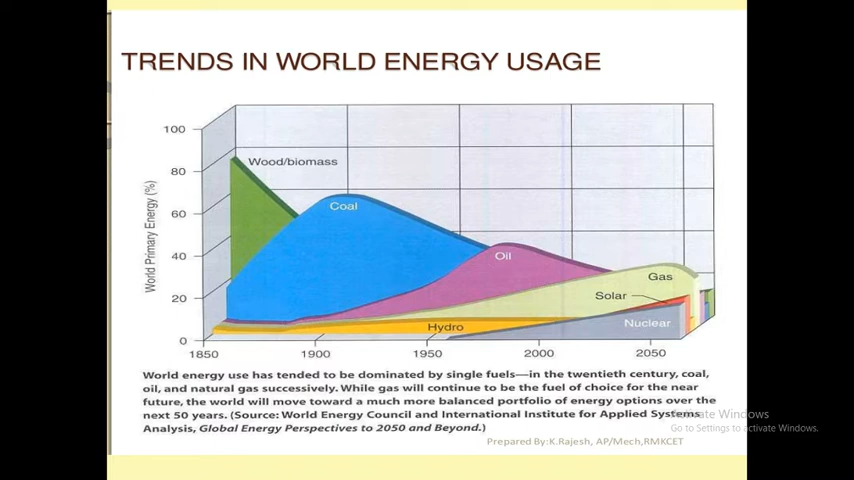 TRENDS IN WORLD ENERGY USAGE
100
80
60
40
20
0
World Primary Energy (%)
Wood/biomass
Coal
Oil
Gas
Solar
Hydro
Nuclear
1850
1900
1950
2000
2050
World energy use has tended to be dominated by single fuels—in the twentieth century, coal,
oil, and natural gas successively. While gas will continue to be the fuel of choice for the near
future, the world will move toward a much more balanced portfolio of energy options over the
next 50 years. (Source: World Energy Council and International Institute for Applied Systems
Analysis, Global Energy Perspectives to 2050 and Beyond.)
Activate Windows
Go to Settings to activate Windows.
Prepared By:K.Rajesh, AP/Mech,RMKCET